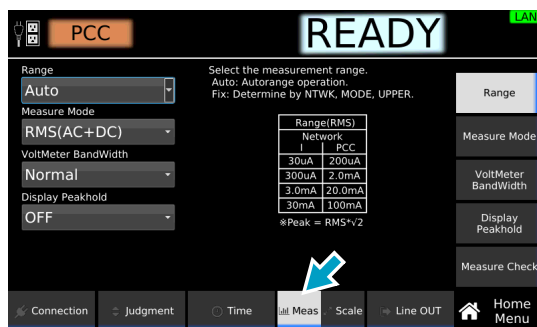 PCC
READY
LAN
Range
Auto
Measure Mode
RMS(AC+DC)
VoltMeter BandWidth
Normal
Display Peakhold
OFF
Select the measurement range.
Auto: Autorange operation.
Fix: Determine by NTWK, MODE, UPPER.
Range(RMS)
Network
I PCC
30uA 200uA
300uA 2.0mA
3.0mA 20.0mA
30mA 100mA
※Peak = RMS*√2
Range
Measure Mode
VoltMeter
BandWidth
Display
Peakhold
Measure Check
Connection
Judgment
Time
Meas
Scale
Line OUT
Home
Menu